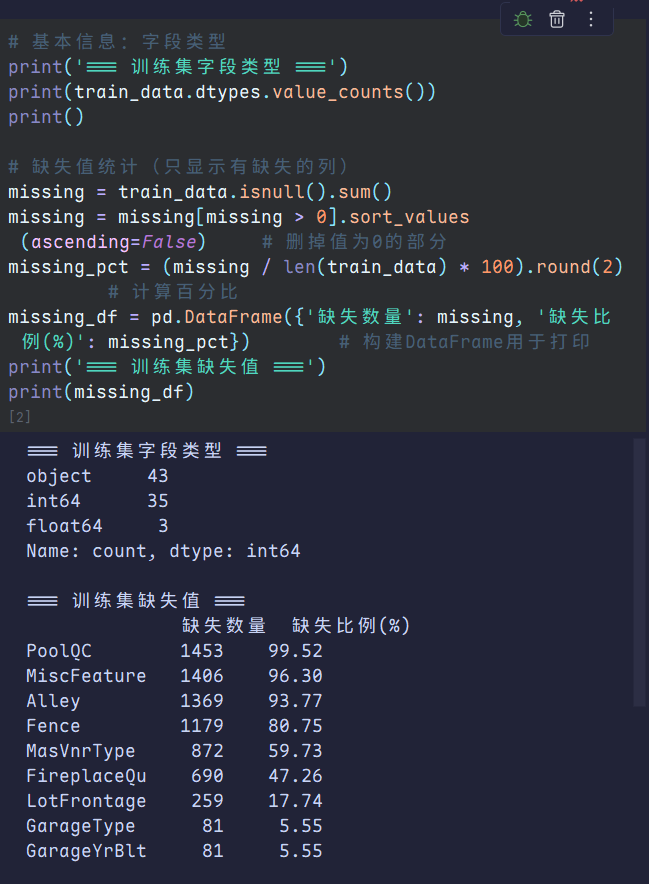 # 基本信息：字段类型
print('=== 训练集字段类型 ===')
print(train_data.dtypes.value_counts())
print()
# 缺失值统计（只显示有缺失的列）
missing = train_data.isnull().sum()
missing = missing[missing > 0].sort_values
(ascending=False)     # 删掉值为0的部分
missing_pct = (missing / len(train_data) * 100).round(2)
# 计算百分比
missing_df = pd.DataFrame({'缺失数量': missing, '缺失比
例(%)': missing_pct})        # 构建DataFrame用于打印
print('=== 训练集缺失值 ===')
print(missing_df)
[2]
=== 训练集字段类型 ===
object     43
int64      35
float64     3
Name: count, dtype: int64
=== 训练集缺失值 ===
缺失数量  缺失比例(%)
PoolQC        1453    99.52
MiscFeature   1406    96.30
Alley         1369    93.77
Fence         1179    80.75
MasVnrType     872    59.73
FireplaceQu    690    47.26
LotFrontage    259    17.74
GarageType      81     5.55
GarageYrBlt     81     5.55